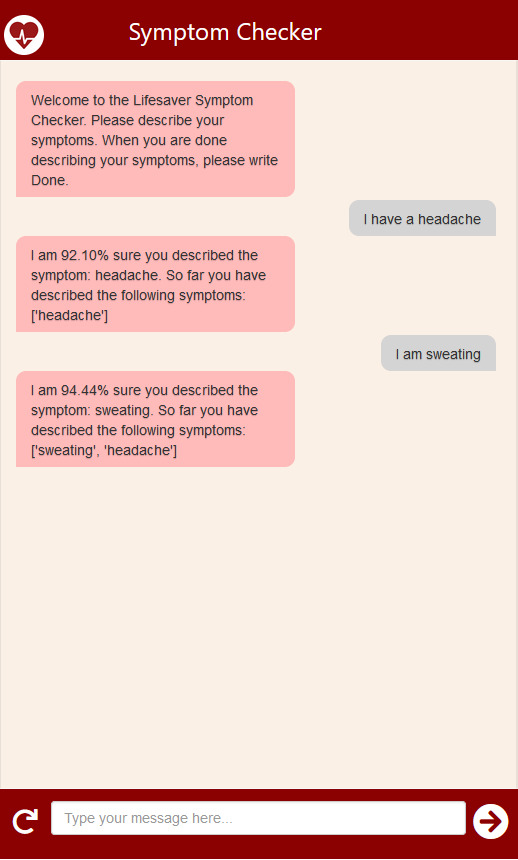 Symptom Checker
Welcome to the Lifesaver Symptom
Checker. Please describe your
symptoms. When you are done
describing your symptoms, please write
Done.
I have a headache
I am 92.10% sure you described the
symptom: headache. So far you have
described the following symptoms:
['headache']
I am sweating
I am 94.44% sure you described the
symptom: sweating. So far you have
described the following symptoms:
['sweating', 'headache']
Type your message here...